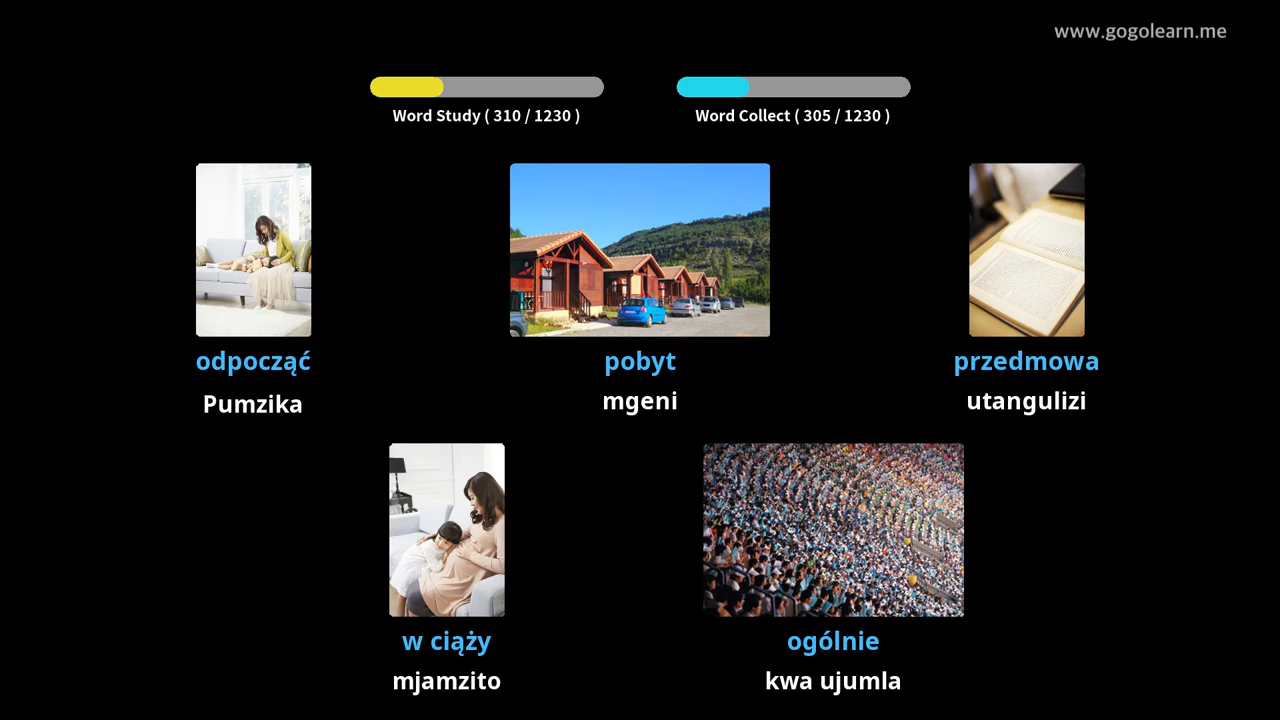 www.gogolearn.me
Word Study ( 310 / 1230 )
Word Collect ( 305 / 1230 )
odpocząć
Pumzika
pobyt
mgeni
przedmowa
utangulizi
w ciąży
mjamzito
ogólnie
kwa ujumla